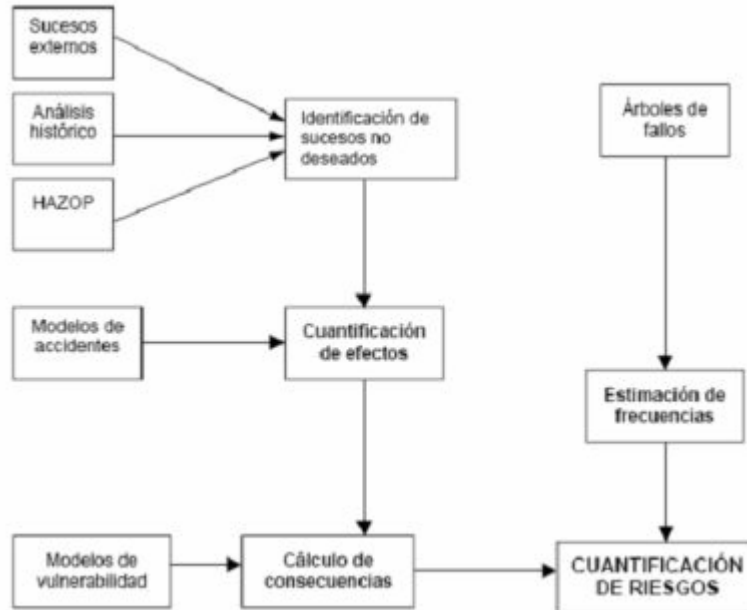 Sucesos
externos
Análisis
histórico
HAZOP
Identificación de
sucesos no
deseados
Árboles de
fallos
Modelos de
accidentes
Cuantificación
de efectos
Estimación de
frecuencias
Modelos de
vulnerabilidad
Cálculo de
consecuencias
CUANTIFICACIÓN
DE RIESGOS